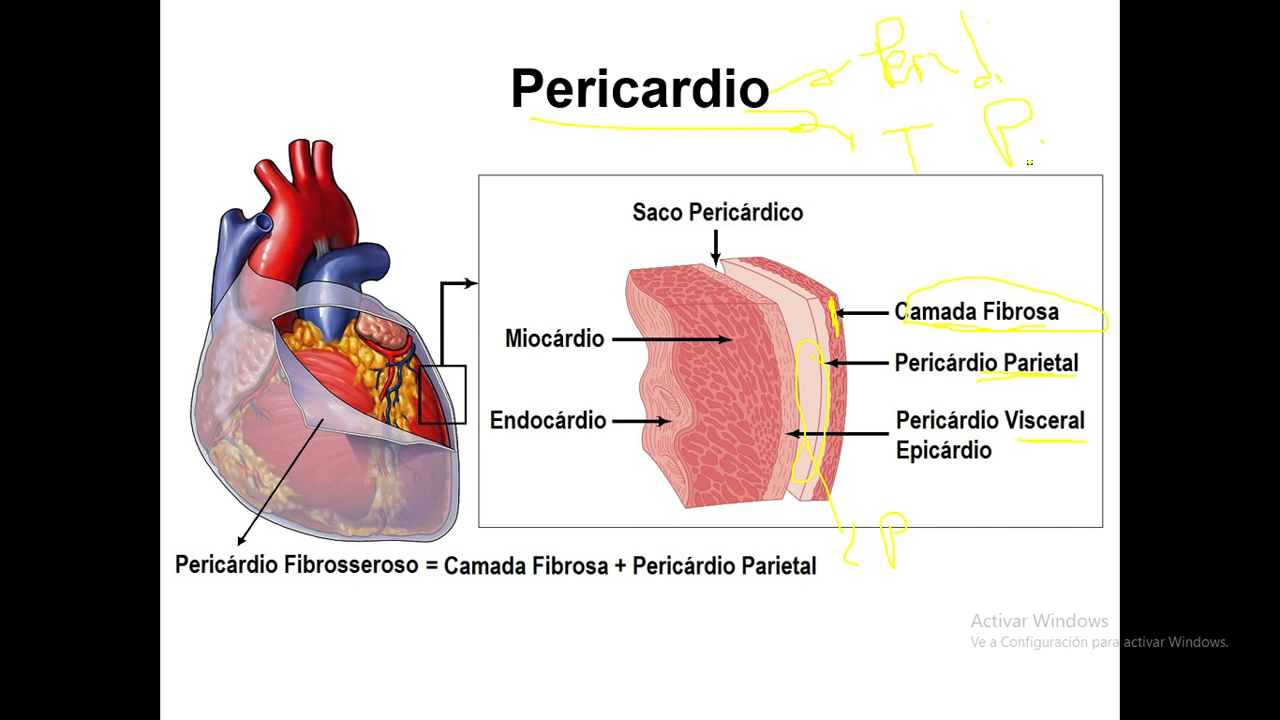 Pericardio
T P.
Saco Pericárdico
Camada Fibrosa
Miocárdio
Pericárdio Parietal
Endocárdio
Pericárdio Visceral
Epicárdio
Pericárdio Fibrosseroso = Camada Fibrosa + Pericárdio Parietal
Activar Windows
Ve a Configuración para activar Windows.